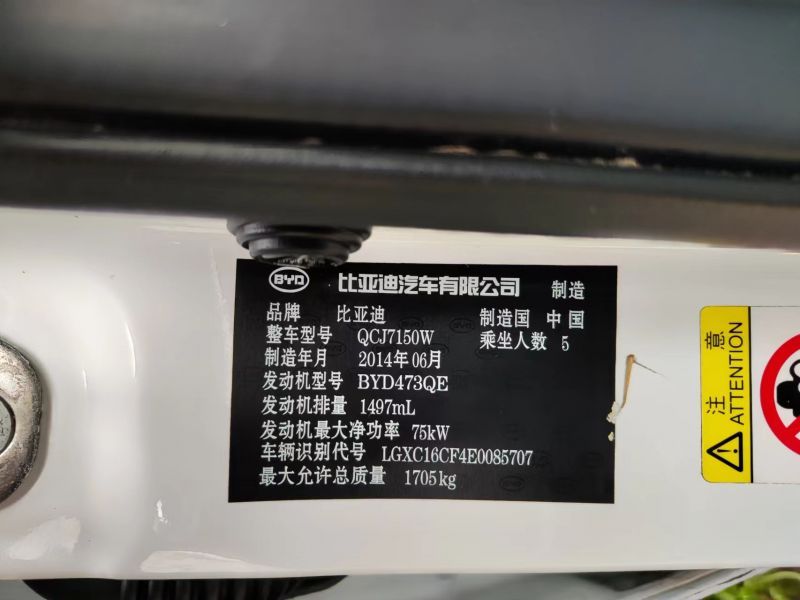 BYD 比亚迪汽车有限公司 制造
品牌 比亚迪 制造国 中国
整车型号 QCJ7150W 乘坐人数 5
制造年月 2014年06月
发动机型号 BYD473QE
发动机排量 1497mL
发动机最大净功率 75kW
车辆识别代号 LGXC16CF4E0085707
最大允许总质量 1705kg
注意
ATTENTION